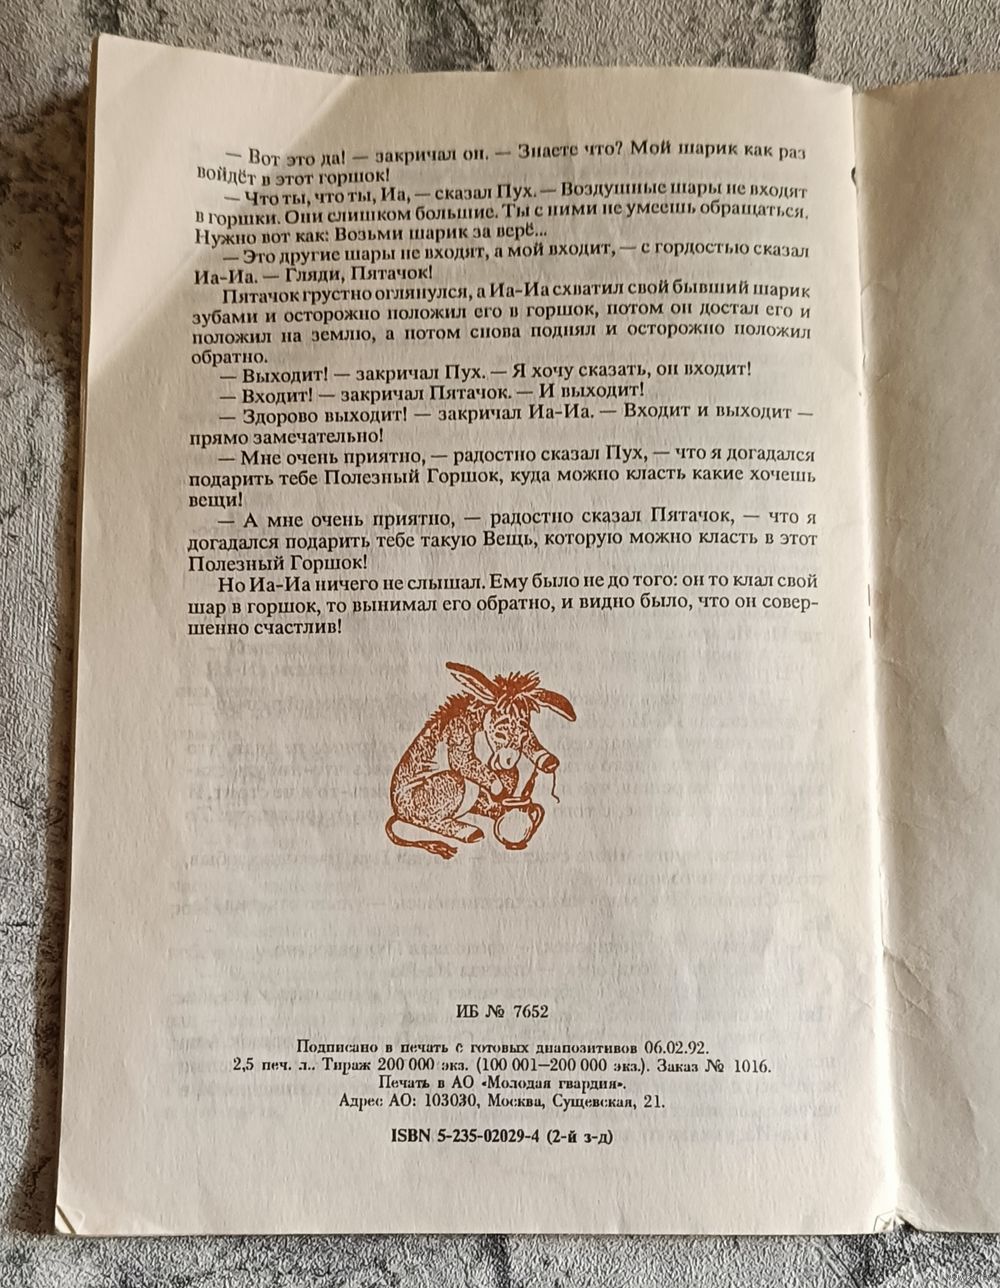 — Вот это да! — закричал он. — Знаете что? Мой шарик как раз
войдёт в этот горшок!
— Что ты, что ты, Иа, — сказал Пух. — Воздушные шары не входят
в горшки. Они слишком большие. Ты с ними не умеешь обращаться.
Нужно вот как: Возьми шарик за верё...
— Это другие шары не входят, а мой входит, — с гордостью сказал
Иа-Иа. — Гляди, Пятачок!
Пятачок грустно оглянулся, а Иа-Иа схватил свой бывший шарик
зубами и осторожно положил его в горшок, потом он достал его и
положил на землю, а потом снова поднял и осторожно положил
обратно.
— Выходит! — закричал Пух. — Я хочу сказать, он входит!
— Входит! — закричал Пятачок. — И выходит!
— Здорово выходит! — закричал Иа-Иа. — Входит и выходит —
прямо замечательно!
— Мне очень приятно, — радостно сказал Пух, — что я догадался
подарить тебе Полезный Горшок, куда можно класть какие хочешь
вещи!
— А мне очень приятно, — радостно сказал Пятачок, — что я
догадался подарить тебе такую Вещь, которую можно класть в этот
Полезный Горшок!
Но Иа-Иа ничего не слышал. Ему было не до того: он то клал свой
шар в горшок, то вынимал его обратно, и видно было, что он совер-
шенно счастлив!
ИБ № 7652
Подписано в печать с готовых диапозитивов 06.02.92.
2,5 печ. л.. Тираж 200 000 экз. (100 001—200 000 экз.). Заказ № 1016.
Печать в АО «Молодая гвардия».
Адрес АО: 103030, Москва, Сущевская, 21.
ISBN 5-235-02029-4 (2-й з-д)